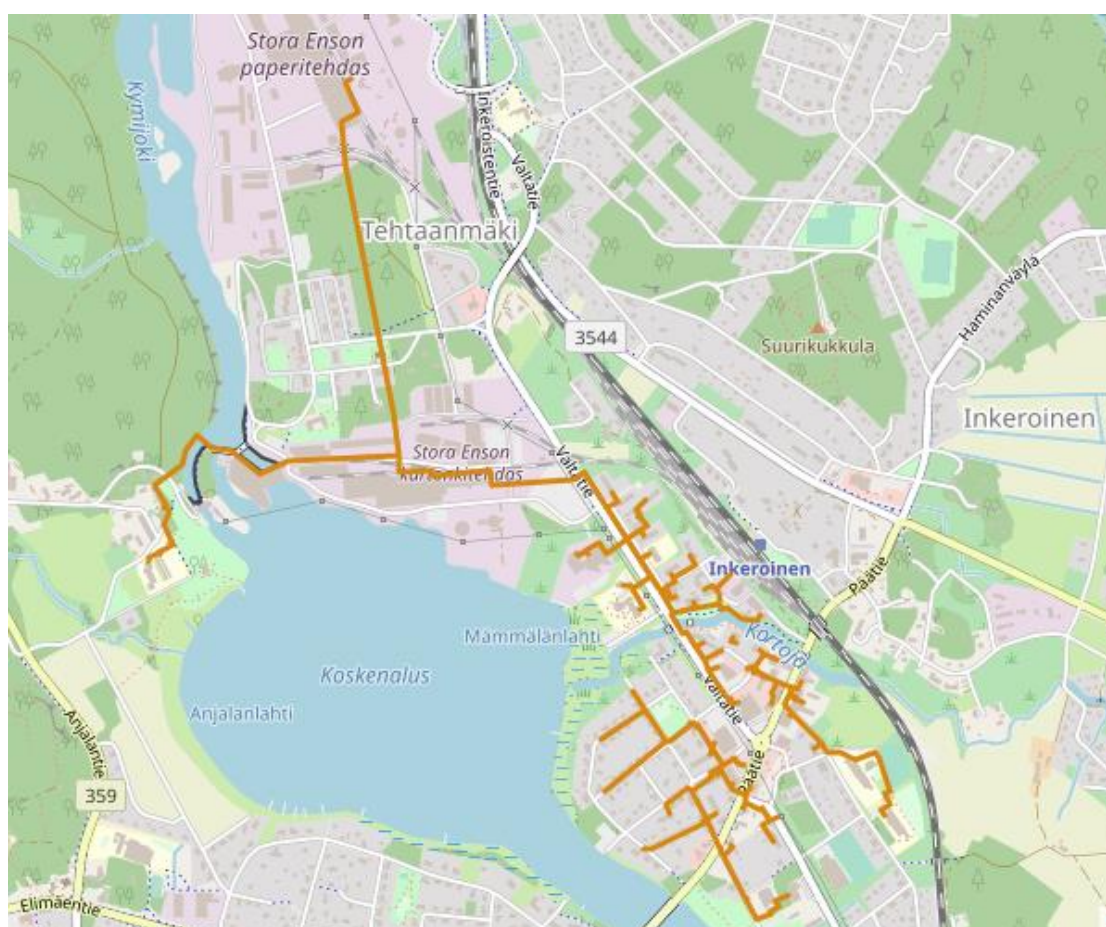 Stora Enson
paperitehdas
Kymijoki
Inkeroistentie
Valtatie
Tehtaanmäki
Haminanväylä
3544
Suurikukkula
Inkeroinen
Stora Enson
kartonkitehdas
Valtatie
Inkeroinen
Päätie
Mämmälänlahti
Kortoja
Koskenalus
Valtatie
Anjalanlahti
Anjalantie
Päätie
359
Elimäentie